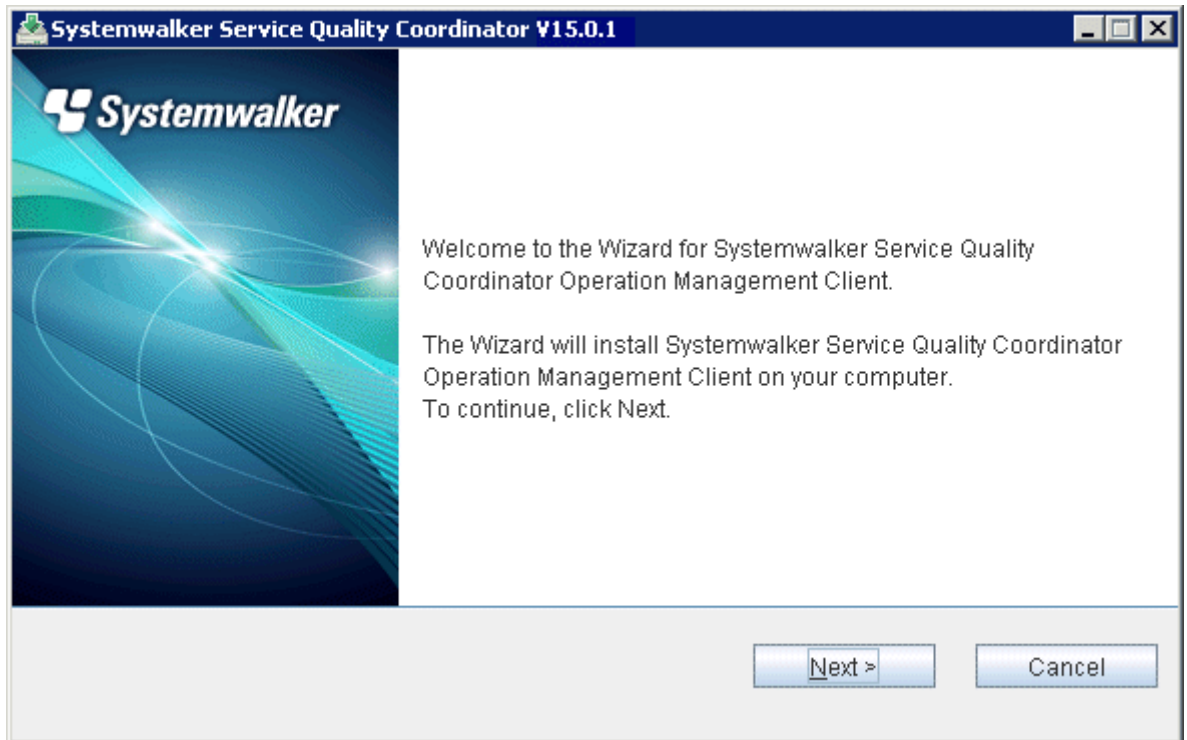 Systemwalker Service Quality Coordinator V15.0.1
Systemwalker
Welcome to the Wizard for Systemwalker Service Quality
Coordinator Operation Management Client.
The Wizard will install Systemwalker Service Quality Coordinator
Operation Management Client on your computer.
To continue, click Next.
Next >
Cancel